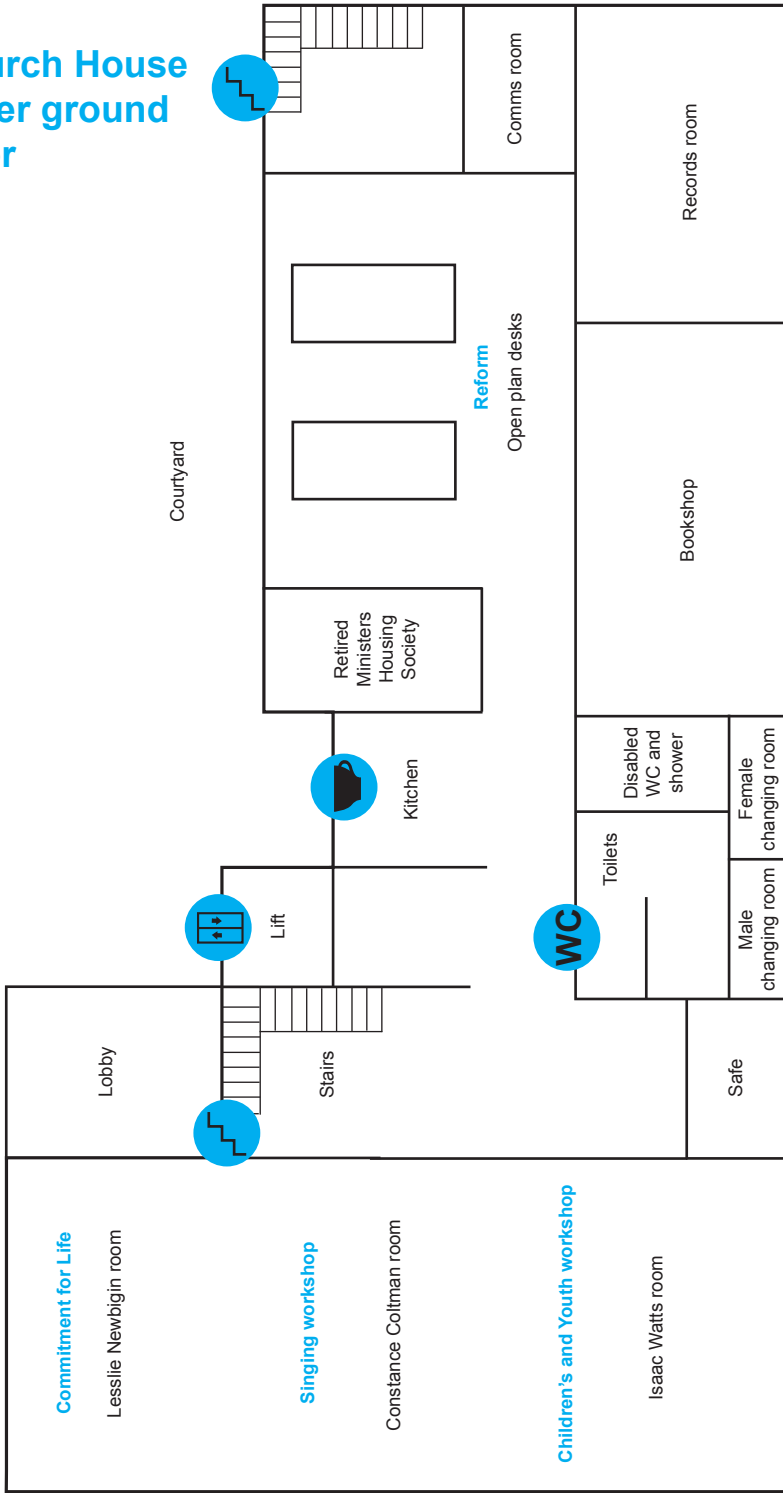 urch House
er ground
r
Comms room
Records room
Courtyard
Reform
Open plan desks
Bookshop
Retired
Ministers
Housing
Society
Kitchen
Disabled
WC and
shower
Female
changing room
Toilets
WC
Male
changing room
Lift
Lobby
Stairs
Safe
Commitment for Life
Lesslie Newbigin room
Singing workshop
Constance Coltman room
Children's and Youth workshop
Isaac Watts room